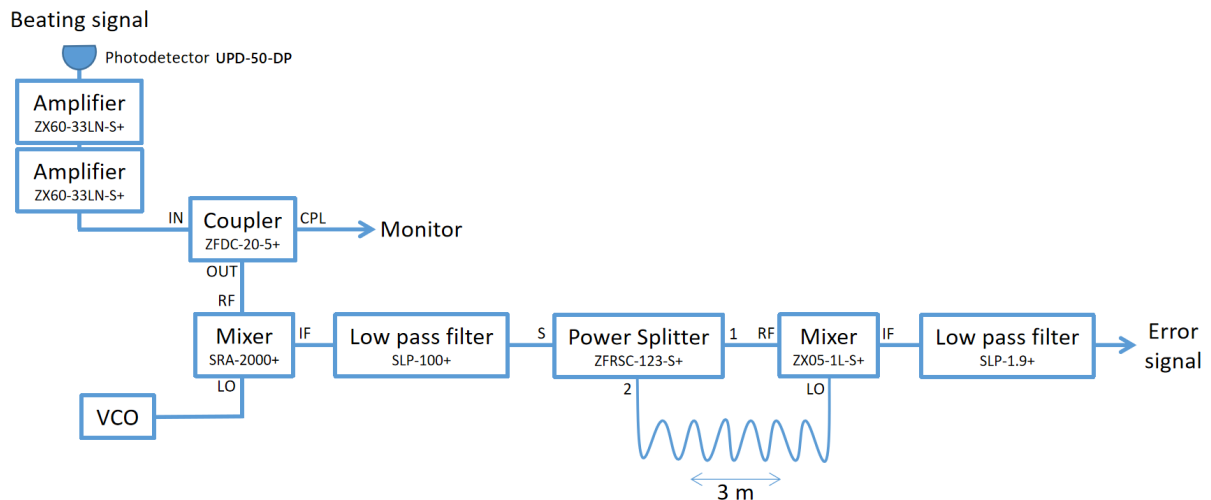 Beating signal
Photodetector UPD-50-DP
Amplifier
ZX60-33LN-S+
Amplifier
ZX60-33LN-S+
IN
Coupler
ZFDC-20-5+
CPL
Monitor
OUT
RF
Mixer
SRA-2000+
IF
Low pass filter
SLP-100+
S
Power Splitter
ZFRSC-123-S+
1
RF
Mixer
ZX05-1L-S+
IF
Low pass filter
SLP-1.9+
Error
signal
LO
2
LO
VCO
3 m